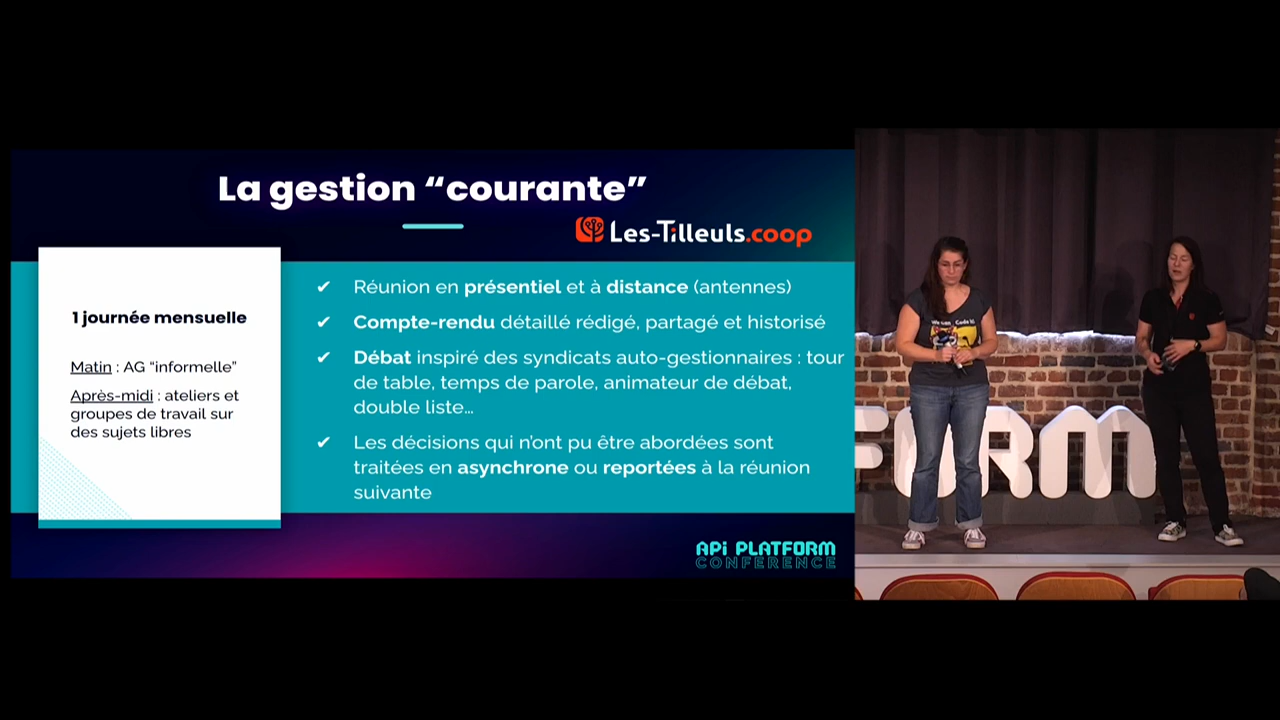 La gestion “courante”
Les-Tilleuls.coop
1 journée mensuelle
Matin : AG “informelle”
Après-midi : ateliers et
groupes de travail sur
des sujets libres
✔ Réunion en présentiel et à distance (antennes)
✔ Compte-rendu détaillé rédigé, partagé et historisé
✔ Débat inspiré des syndicats auto-gestionnaires : tour
de table, temps de parole, animateur de débat,
double liste…
✔ Les décisions qui n’ont pu être abordées sont
traitées en asynchrone ou reportées à la réunion
suivante
APi PLATFORM
CONFERENCE
FORM